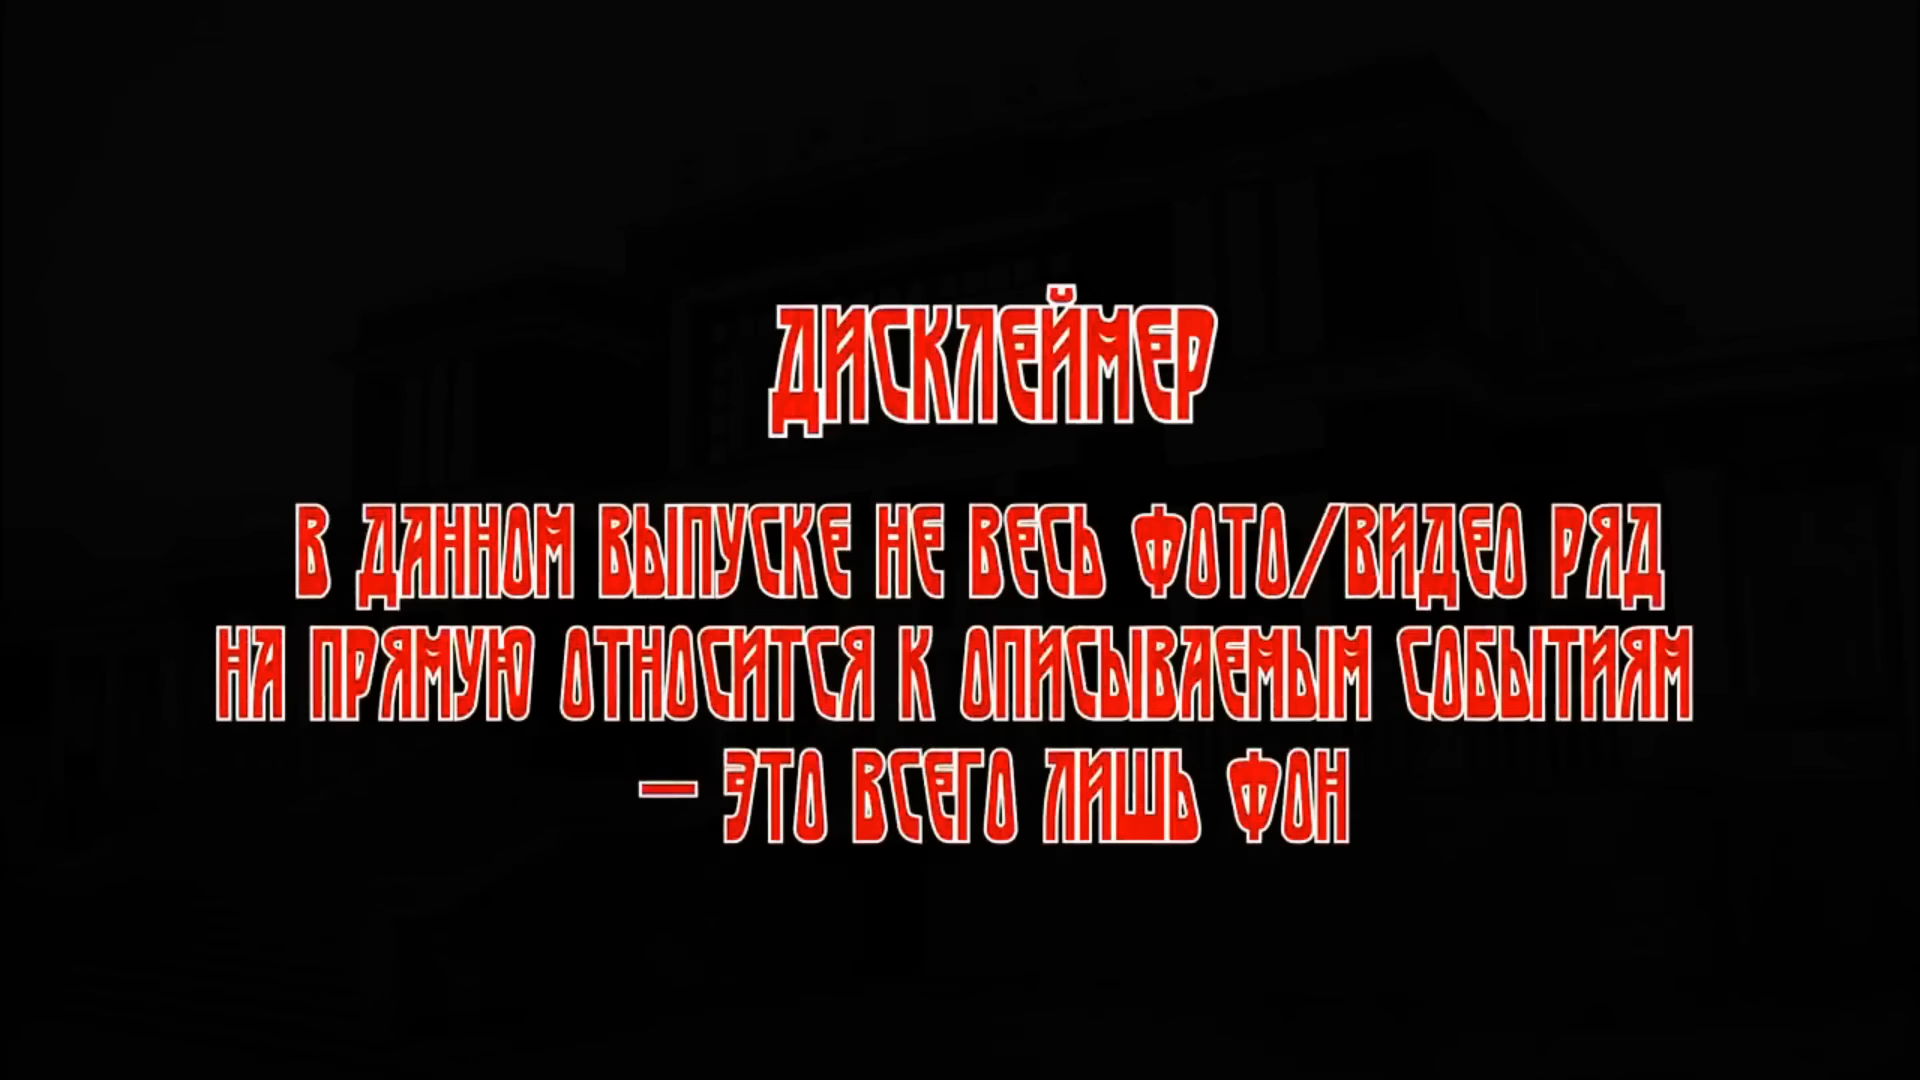 ДИСКЛЕЙМЕР
В ДАННОМ ВЫПУСКЕ НЕ ВЕСЬ ФОТО/ВИДЕО РЯД
НА ПРЯМУЮ ОТНОСИТСЯ К ОПИСЫВАЕМЫМ СОБЫТИЯМ
— ЭТО ВСЕГО ЛИШЬ ФОН